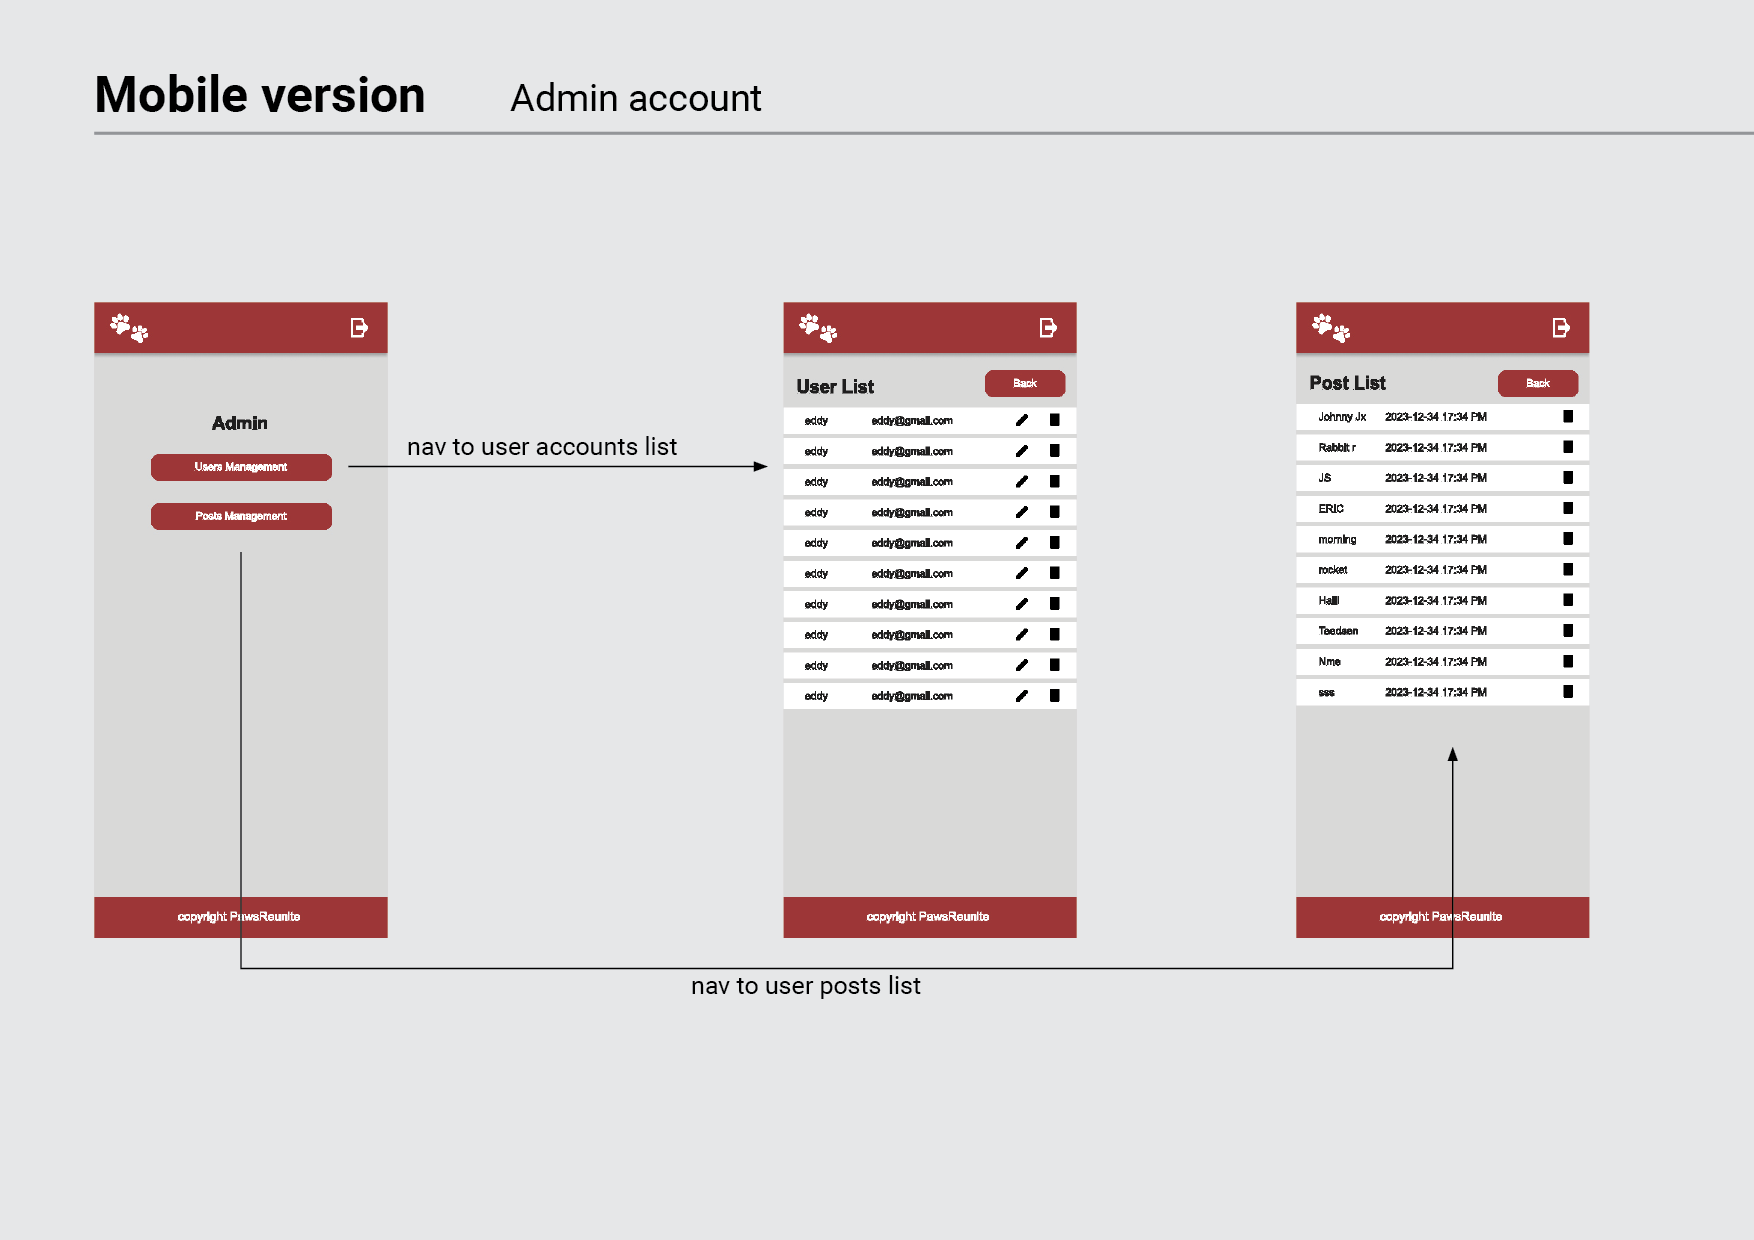 Mobile version Admin account
Admin
Users Management
Posts Management
copyright PawsReunite
nav to user accounts list
User List Back
eddy eddy@gmail.com
eddy eddy@gmail.com
eddy eddy@gmail.com
eddy eddy@gmail.com
eddy eddy@gmail.com
eddy eddy@gmail.com
eddy eddy@gmail.com
eddy eddy@gmail.com
eddy eddy@gmail.com
eddy eddy@gmail.com
copyright PawsReunite
Post List Back
Johnny Jx 2023-12-34 17:34 PM
Rabbit r 2023-12-34 17:34 PM
JS 2023-12-34 17:34 PM
ERIC 2023-12-34 17:34 PM
morning 2023-12-34 17:34 PM
rocket 2023-12-34 17:34 PM
2023-12-34 17:34 PM
2023-12-34 17:34 PM
Nme 2023-12-34 17:34 PM
sss 2023-12-34 17:34 PM
copyright PawsReunite
nav to user posts list